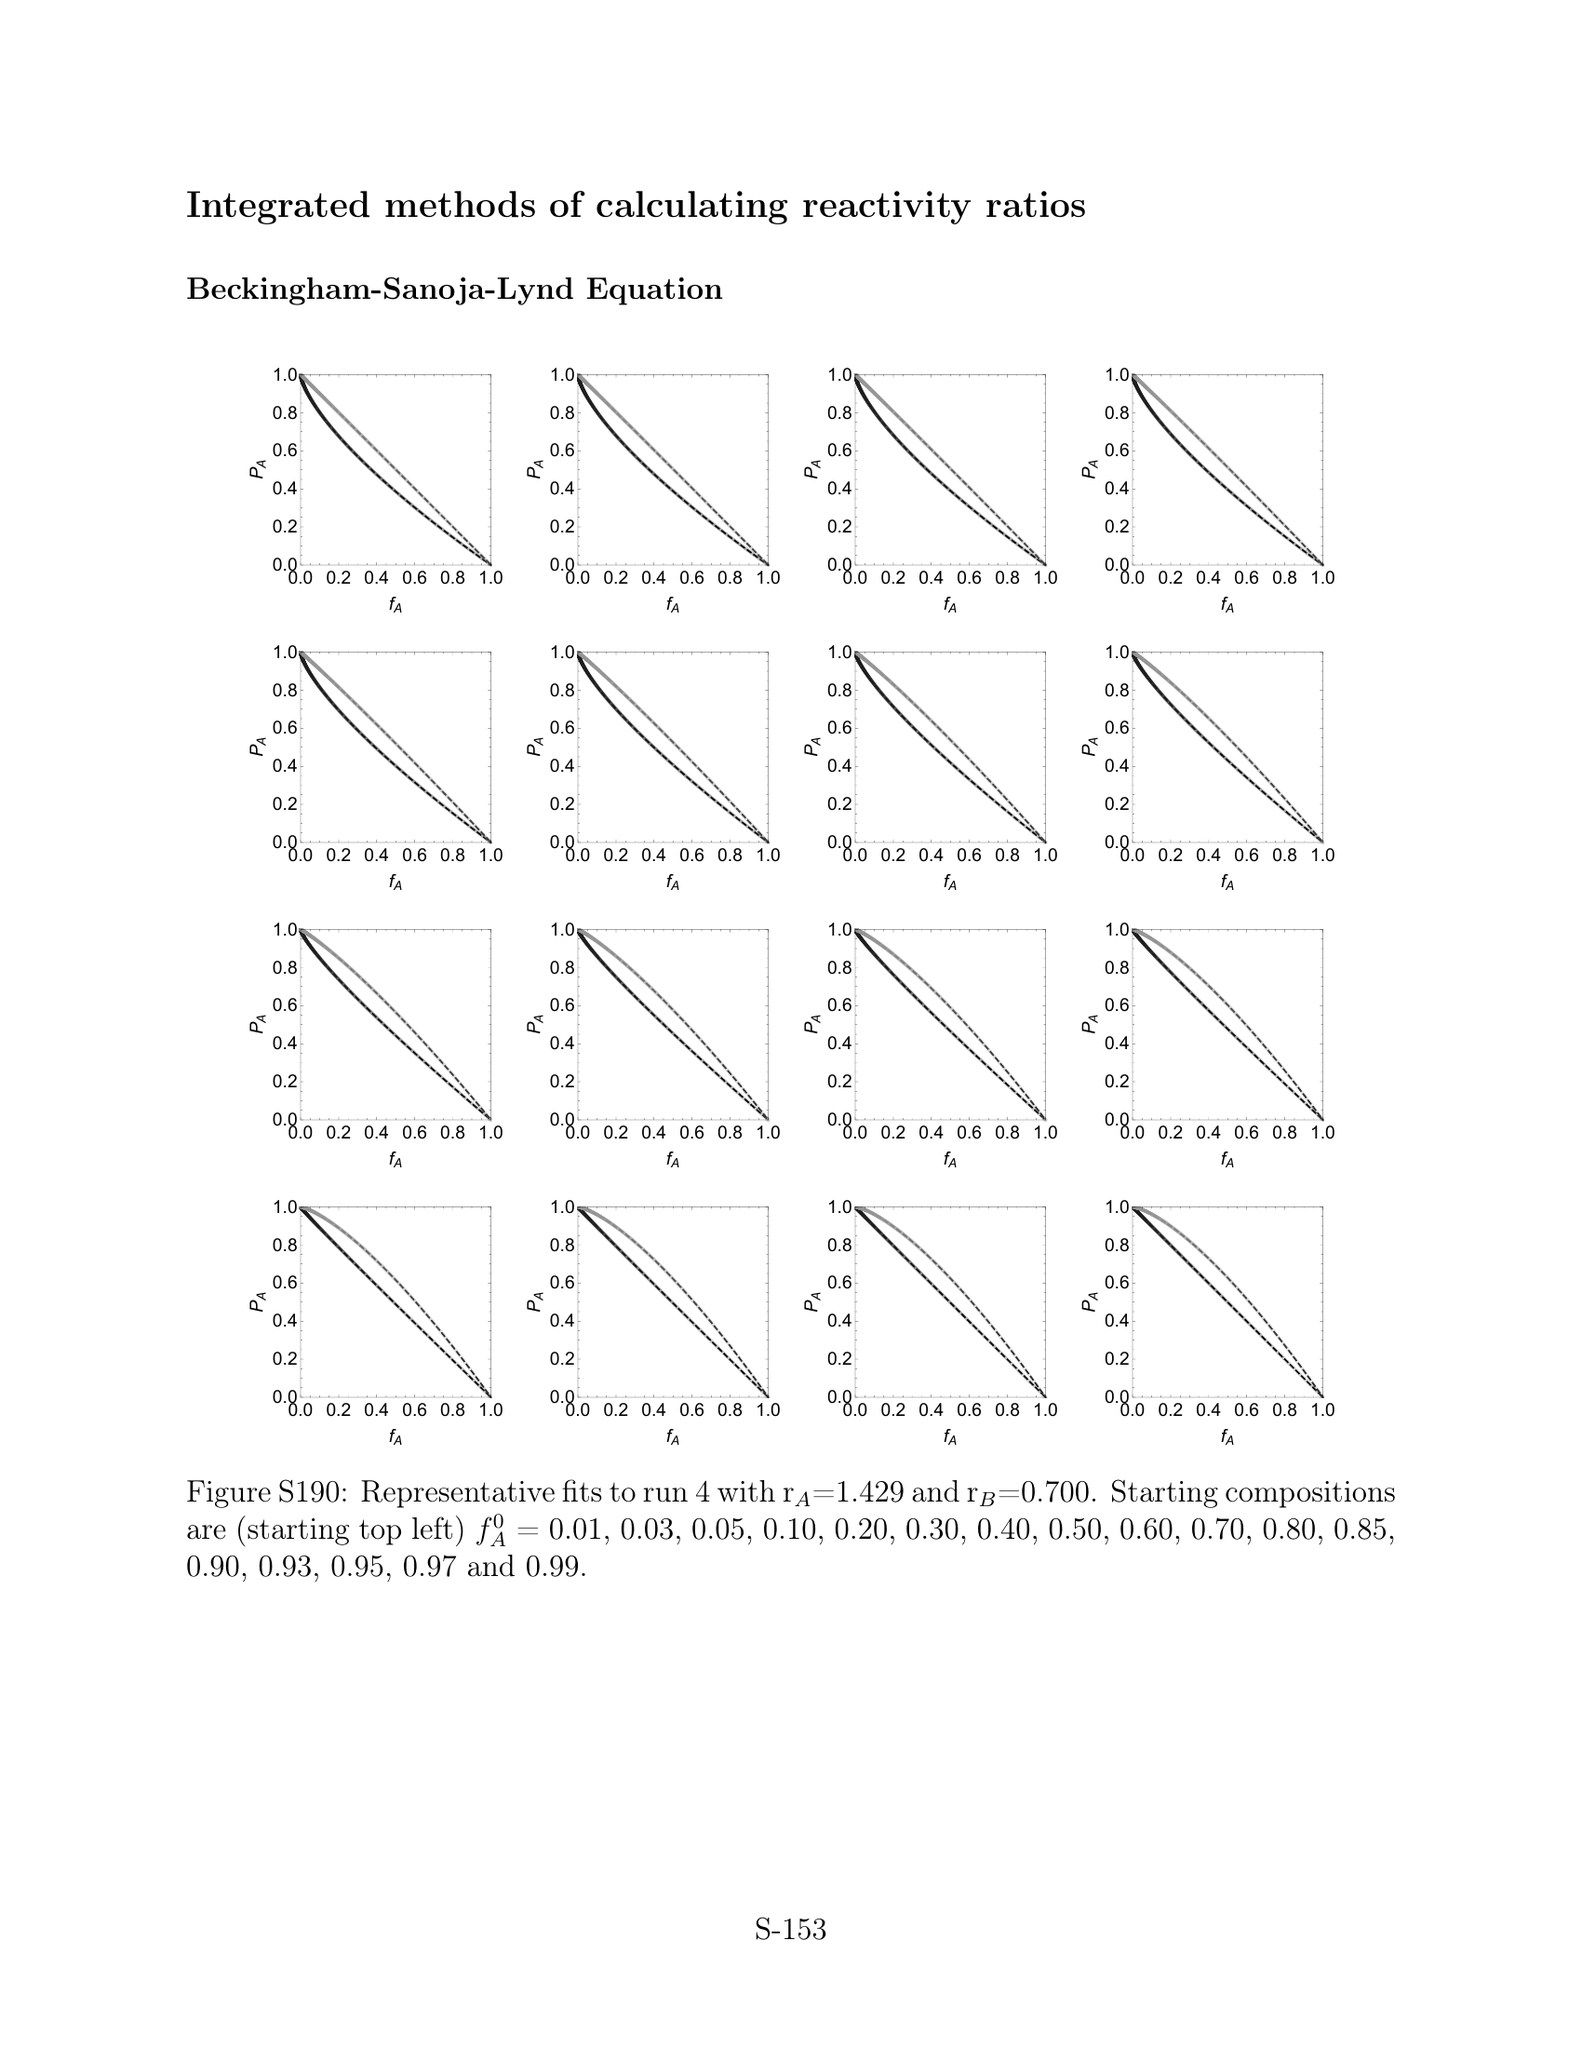 Integrated methods of calculating reactivity ratios
Beckingham-Sanoja-Lynd Equation
1.0 1.0 1.0 1.0
0.8 0.8 0.8 0.8
0.6 0.6 0.6 0.6
P_A P_A P_A P_A
0.4 0.4 0.4 0.4
0.2 0.2 0.2 0.2
0.0 0.0 0.0 0.0
0.0 0.2 0.4 0.6 0.8 1.0 0.0 0.2 0.4 0.6 0.8 1.0 0.0 0.2 0.4 0.6 0.8 1.0 0.0 0.2 0.4 0.6 0.8 1.0
f_A f_A f_A f_A
1.0 1.0 1.0 1.0
0.8 0.8 0.8 0.8
0.6 0.6 0.6 0.6
P_A P_A P_A P_A
0.4 0.4 0.4 0.4
0.2 0.2 0.2 0.2
0.0 0.0 0.0 0.0
0.0 0.2 0.4 0.6 0.8 1.0 0.0 0.2 0.4 0.6 0.8 1.0 0.0 0.2 0.4 0.6 0.8 1.0 0.0 0.2 0.4 0.6 0.8 1.0
f_A f_A f_A f_A
1.0 1.0 1.0 1.0
0.8 0.8 0.8 0.8
0.6 0.6 0.6 0.6
P_A P_A P_A P_A
0.4 0.4 0.4 0.4
0.2 0.2 0.2 0.2
0.0 0.0 0.0 0.0
0.0 0.2 0.4 0.6 0.8 1.0 0.0 0.2 0.4 0.6 0.8 1.0 0.0 0.2 0.4 0.6 0.8 1.0 0.0 0.2 0.4 0.6 0.8 1.0
f_A f_A f_A f_A
1.0 1.0 1.0 1.0
0.8 0.8 0.8 0.8
0.6 0.6 0.6 0.6
P_A P_A P_A P_A
0.4 0.4 0.4 0.4
0.2 0.2 0.2 0.2
0.0 0.0 0.0 0.0
0.0 0.2 0.4 0.6 0.8 1.0 0.0 0.2 0.4 0.6 0.8 1.0 0.0 0.2 0.4 0.6 0.8 1.0 0.0 0.2 0.4 0.6 0.8 1.0
f_A f_A f_A f_A
Figure S190: Representative fits to run 4 with r_A=1.429 and r_B=0.700. Starting compositions
are (starting top left) f_A^0 = 0.01, 0.03, 0.05, 0.10, 0.20, 0.30, 0.40, 0.50, 0.60, 0.70, 0.80, 0.85,
0.90, 0.93, 0.95, 0.97 and 0.99.
S-153